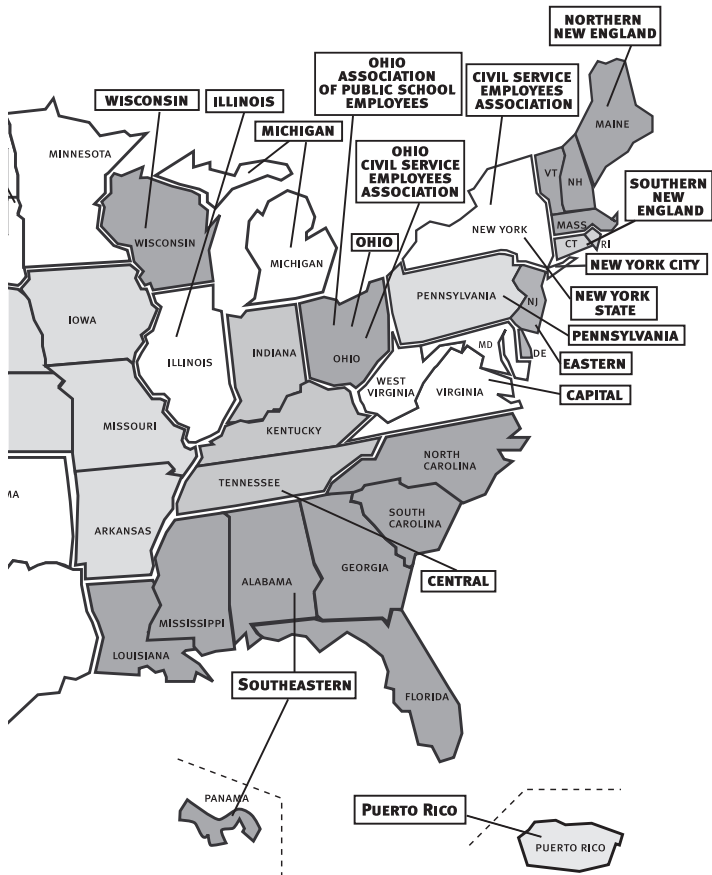 NORTHERN
NEW ENGLAND
OHIO
ASSOCIATION
OF PUBLIC SCHOOL
EMPLOYEES
CIVIL SERVICE
EMPLOYEES
ASSOCIATION
WISCONSIN
ILLINOIS
MICHIGAN
OHIO
CIVIL SERVICE
EMPLOYEES
ASSOCIATION
MAINE
MINNESOTA
VT
NH
SOUTHERN
NEW
ENGLAND
MASS
WISCONSIN
NEW YORK
CT
RI
OHIO
MICHIGAN
NEW YORK CITY
NEW YORK
STATE
PENNSYLVANIA
NJ
IOWA
PENNSYLVANIA
MD
DE
EASTERN
ILLINOIS
INDIANA
OHIO
WEST
VIRGINIA
VIRGINIA
CAPITAL
MISSOURI
KENTUCKY
NORTH
CAROLINA
TENNESSEE
MA
ARKANSAS
SOUTH
CAROLINA
GEORGIA
CENTRAL
ALABAMA
MISSISSIPPI
LOUISIANA
SOUTHEASTERN
FLORIDA
PANAMA
PUERTO RICO
PUERTO RICO